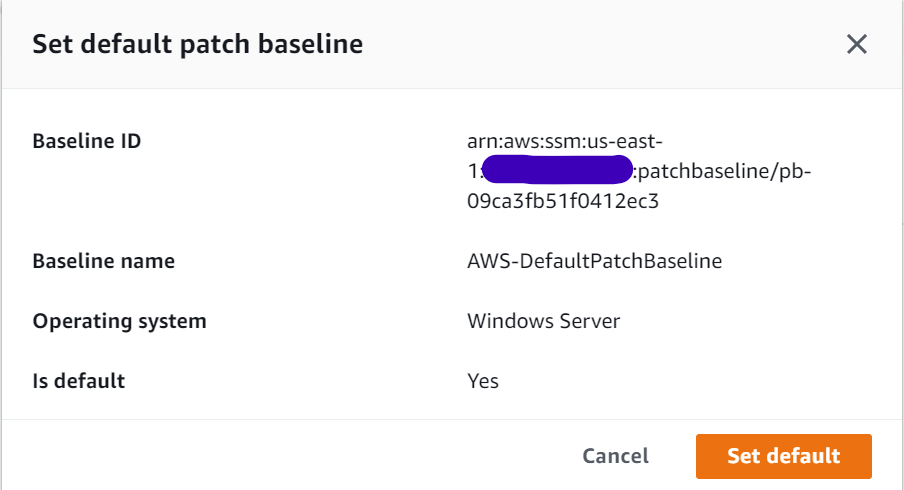 Set default patch baseline
Baseline ID
arn:aws:ssm:us-east-
1:
:patchbaseline/pb-
09ca3fb51f0412ec3
Baseline name
AWS-DefaultPatchBaseline
Operating system
Windows Server
Is default
Yes
Cancel
Set default